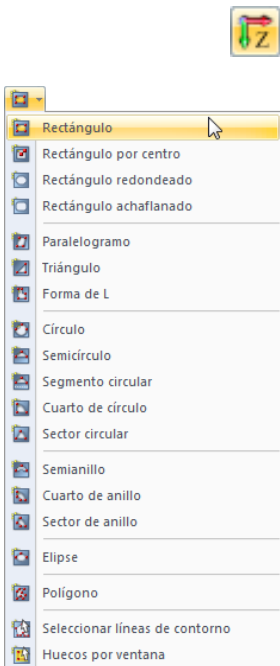 Z
Rectángulo
Rectángulo por centro
Rectángulo redondeado
Rectángulo achaflanado
Paralelogramo
Triángulo
Forma de L
Círculo
Semicírculo
Segmento circular
Cuarto de círculo
Sector circular
Semianillo
Cuarto de anillo
Sector de anillo
Elipse
Polígono
Seleccionar líneas de contorno
Huecos por ventana